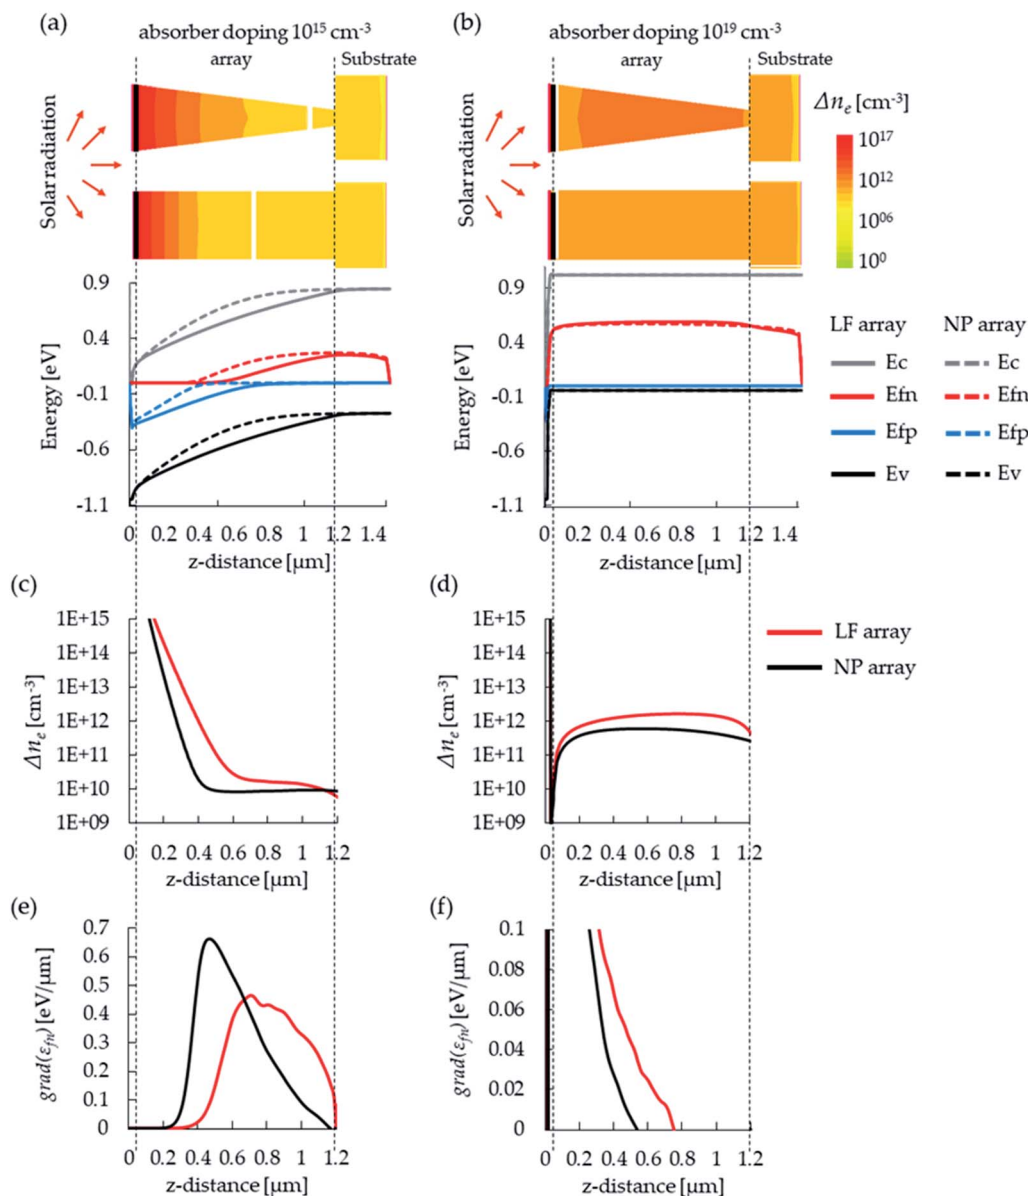 (a)
absorber doping 10¹⁵ cm⁻³
array
Substrate
Solar radiation
(b)
absorber doping 10¹⁹ cm⁻³
array
Substrate
Solar radiation
Δnₑ [cm⁻³]
10¹⁷
10¹²
10⁰⁶
10⁰
Energy [eV]
0.9
0.4
-0.1
-0.6
-1.1
0 0.2 0.4 0.6 0.8 1 1.2 1.4
z-distance [µm]
Energy [eV]
0.9
0.4
-0.1
-0.6
-1.1
0 0.2 0.4 0.6 0.8 1 1.2 1.4
z-distance [µm]
LF array NP array
Ec Ec
Efn Efn
Efp Efp
Ev Ev
(c)
Δnₑ [cm⁻³]
1E+15
1E+14
1E+13
1E+12
1E+11
1E+10
1E+09
0 0.2 0.4 0.6 0.8 1 1.2
z-distance [µm]
(d)
Δnₑ [cm⁻³]
1E+15
1E+14
1E+13
1E+12
1E+11
1E+10
1E+09
0 0.2 0.4 0.6 0.8 1 1.2
z-distance [µm]
LF array
NP array
(e)
grad(εfn) [eV/µm]
0.7
0.6
0.5
0.4
0.3
0.2
0.1
0
0 0.2 0.4 0.6 0.8 1 1.2
z-distance [µm]
(f)
grad(εfn) [eV/µm]
0.1
0.08
0.06
0.04
0.02
0
0 0.2 0.4 0.6 0.8 1 1.2
z-distance [µm]